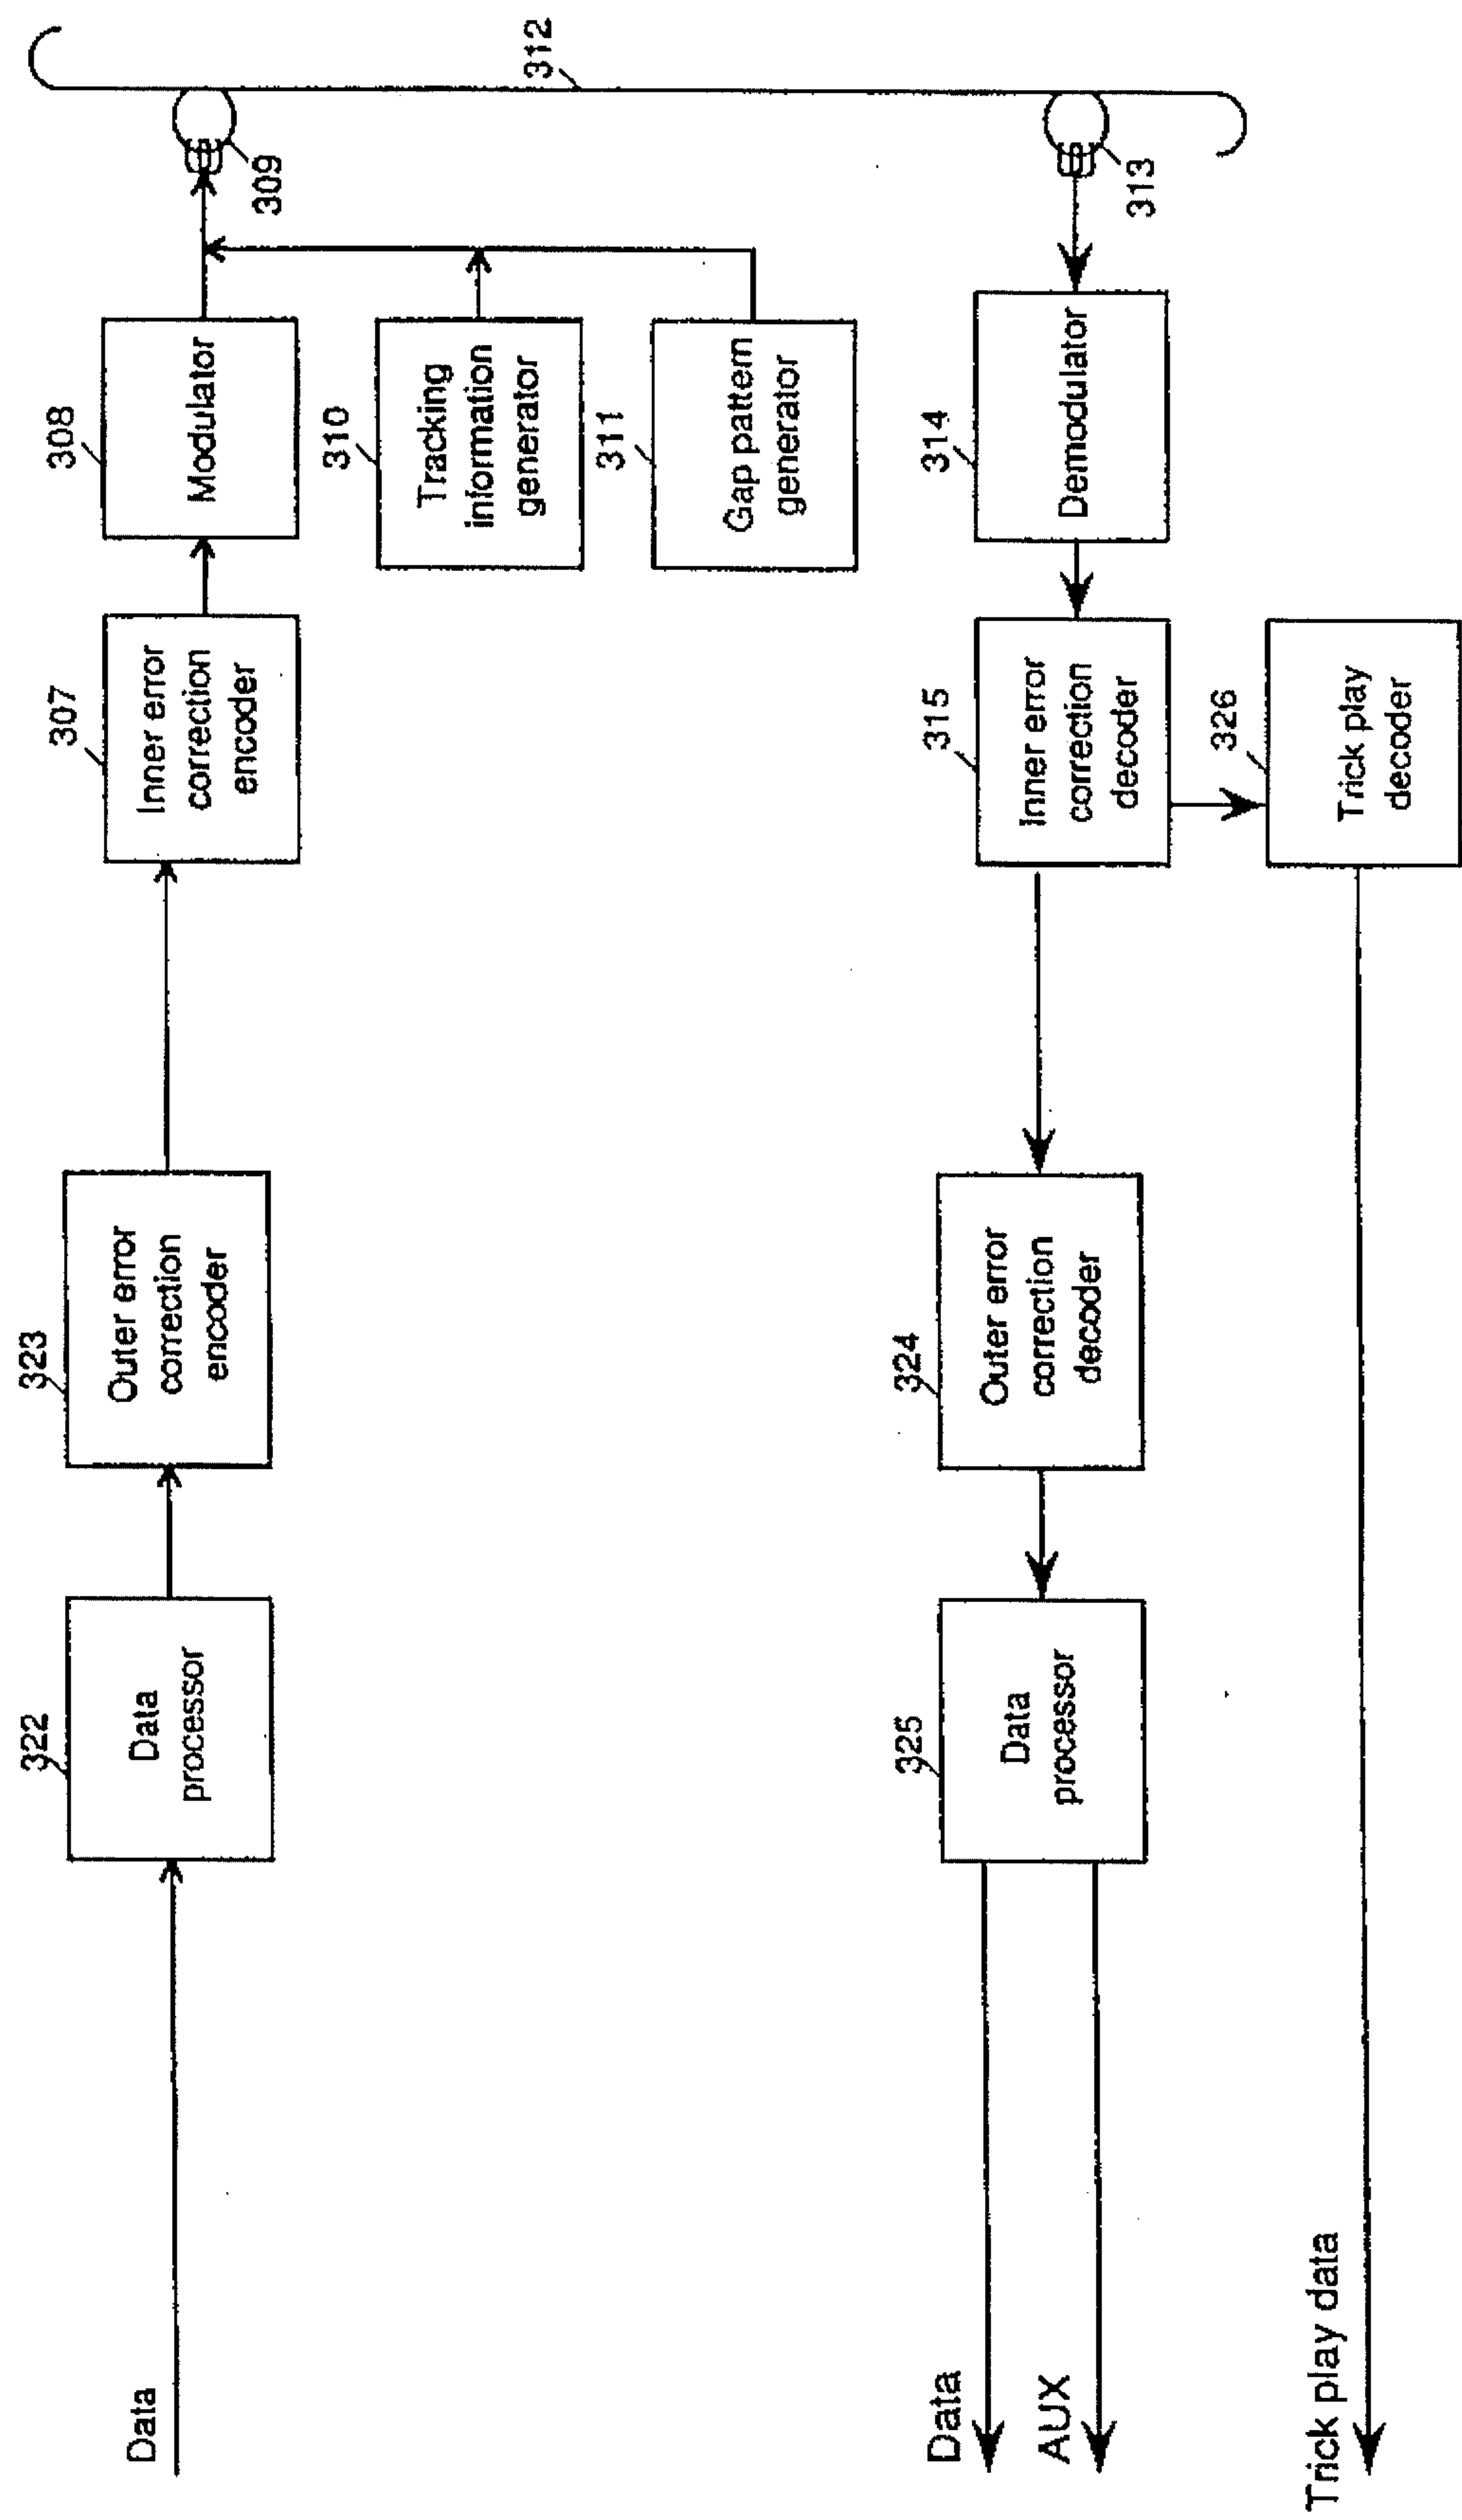 Data
322
Data
processor
323
Outer error
correction
encoder
307
Inner error
correction
encoder
308
Modulator
309
310
Tracking
information
generator
311
Gap pattern
generator
312
313
314
Demodulator
315
Inner error
correction
decoder
324
Outer error
correction
decoder
325
Data
processor
Data
AUX
326
Trick play
decoder
Trick play data